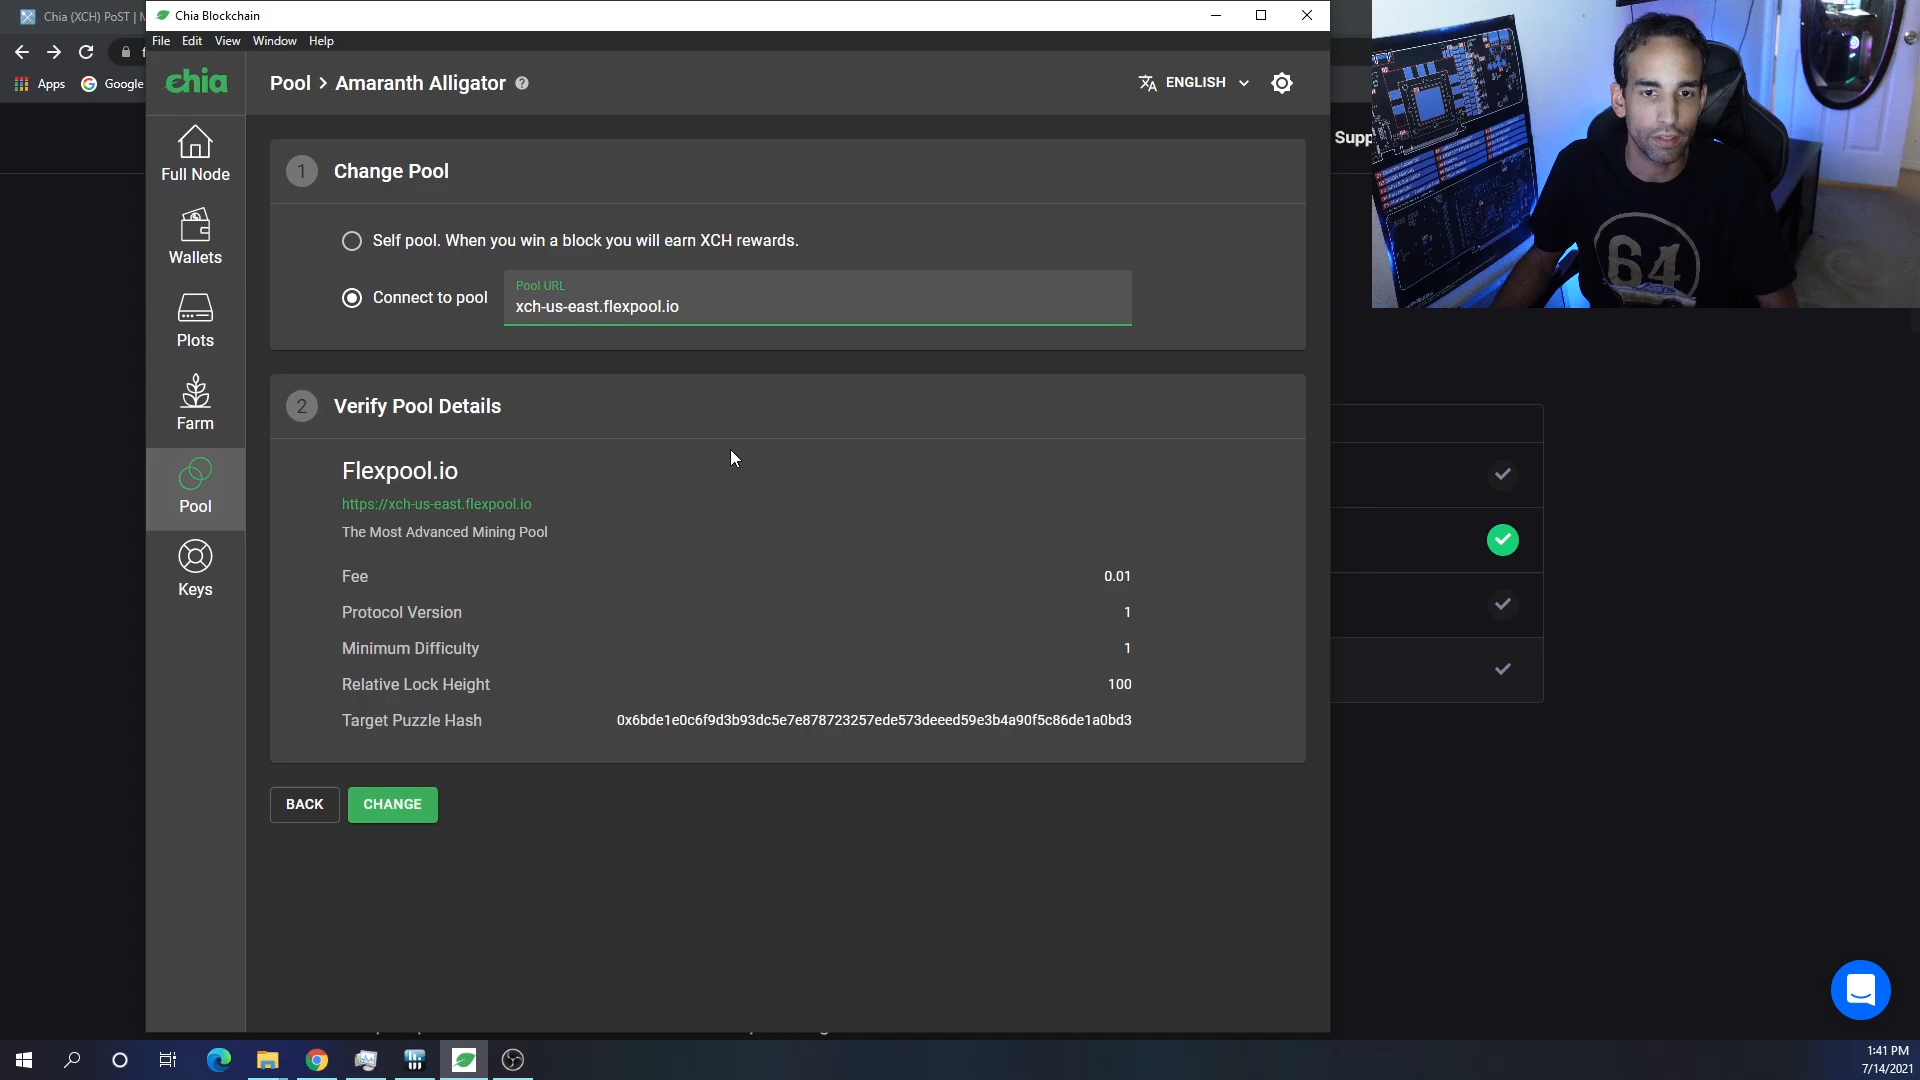 Chia (XCH) PoST | M
Chia Blockchain
File Edit View Window Help
Apps
Google
chia
Pool > Amaranth Alligator
ENGLISH
Full Node
Wallets
Plots
Farm
Pool
Keys
1
Change Pool
Self pool. When you win a block you will earn XCH rewards.
Connect to pool
Pool URL
xch-us-east.flexpool.io
2
Verify Pool Details
Flexpool.io
https://xch-us-east.flexpool.io
The Most Advanced Mining Pool
Fee 0.01
Protocol Version 1
Minimum Difficulty 1
Relative Lock Height 100
Target Puzzle Hash 0x6bde1e0c6f9d3b93dc5e7e878723257ede573deeed59e3b4a90f5c86de1a0bd3
BACK
CHANGE
Supp
64
1:41 PM
7/14/2021